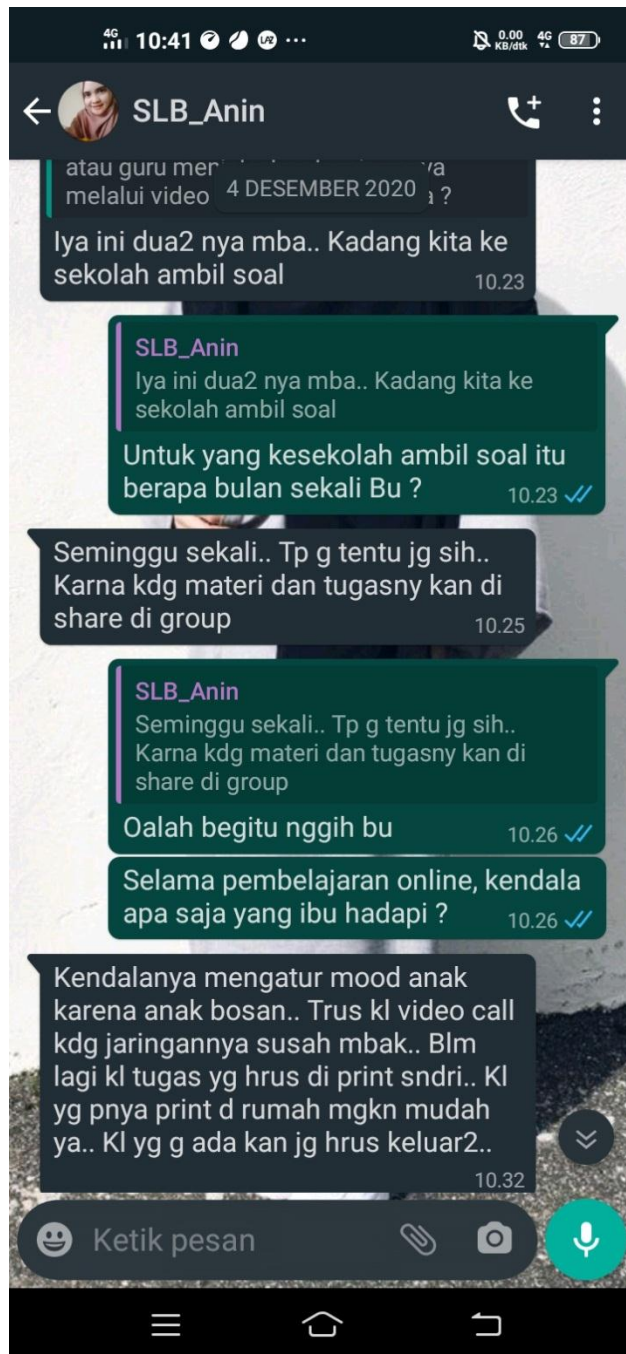 4G 10:41 ... 0.00 KB/dtk 4G 87
SLB_Anin
atau guru
melalui video ?
4 DESEMBER 2020
Iya ini dua2 nya mba.. Kadang kita ke
sekolah ambil soal
10.23
SLB_Anin
Iya ini dua2 nya mba.. Kadang kita ke
sekolah ambil soal
Untuk yang kesekolah ambil soal itu
berapa bulan sekali Bu ?
10.23
Seminggu sekali.. Tp g tentu jg sih..
Karna kdg materi dan tugasny kan di
share di group
10.25
SLB_Anin
Seminggu sekali.. Tp g tentu jg sih..
Karna kdg materi dan tugasny kan di
share di group
Oalah begitu nggih bu
10.26
Selama pembelajaran online, kendala
apa saja yang ibu hadapi ?
10.26
Kendalanya mengatur mood anak
karena anak bosan.. Trus kl video call
kdg jaringannya susah mbak.. Blm
lagi kl tugas yg hrus di print sndri.. Kl
yg pnya print d rumah mgkn mudah
ya.. Kl yg g ada kan jg hrus keluar2..
10.32
Ketik pesan